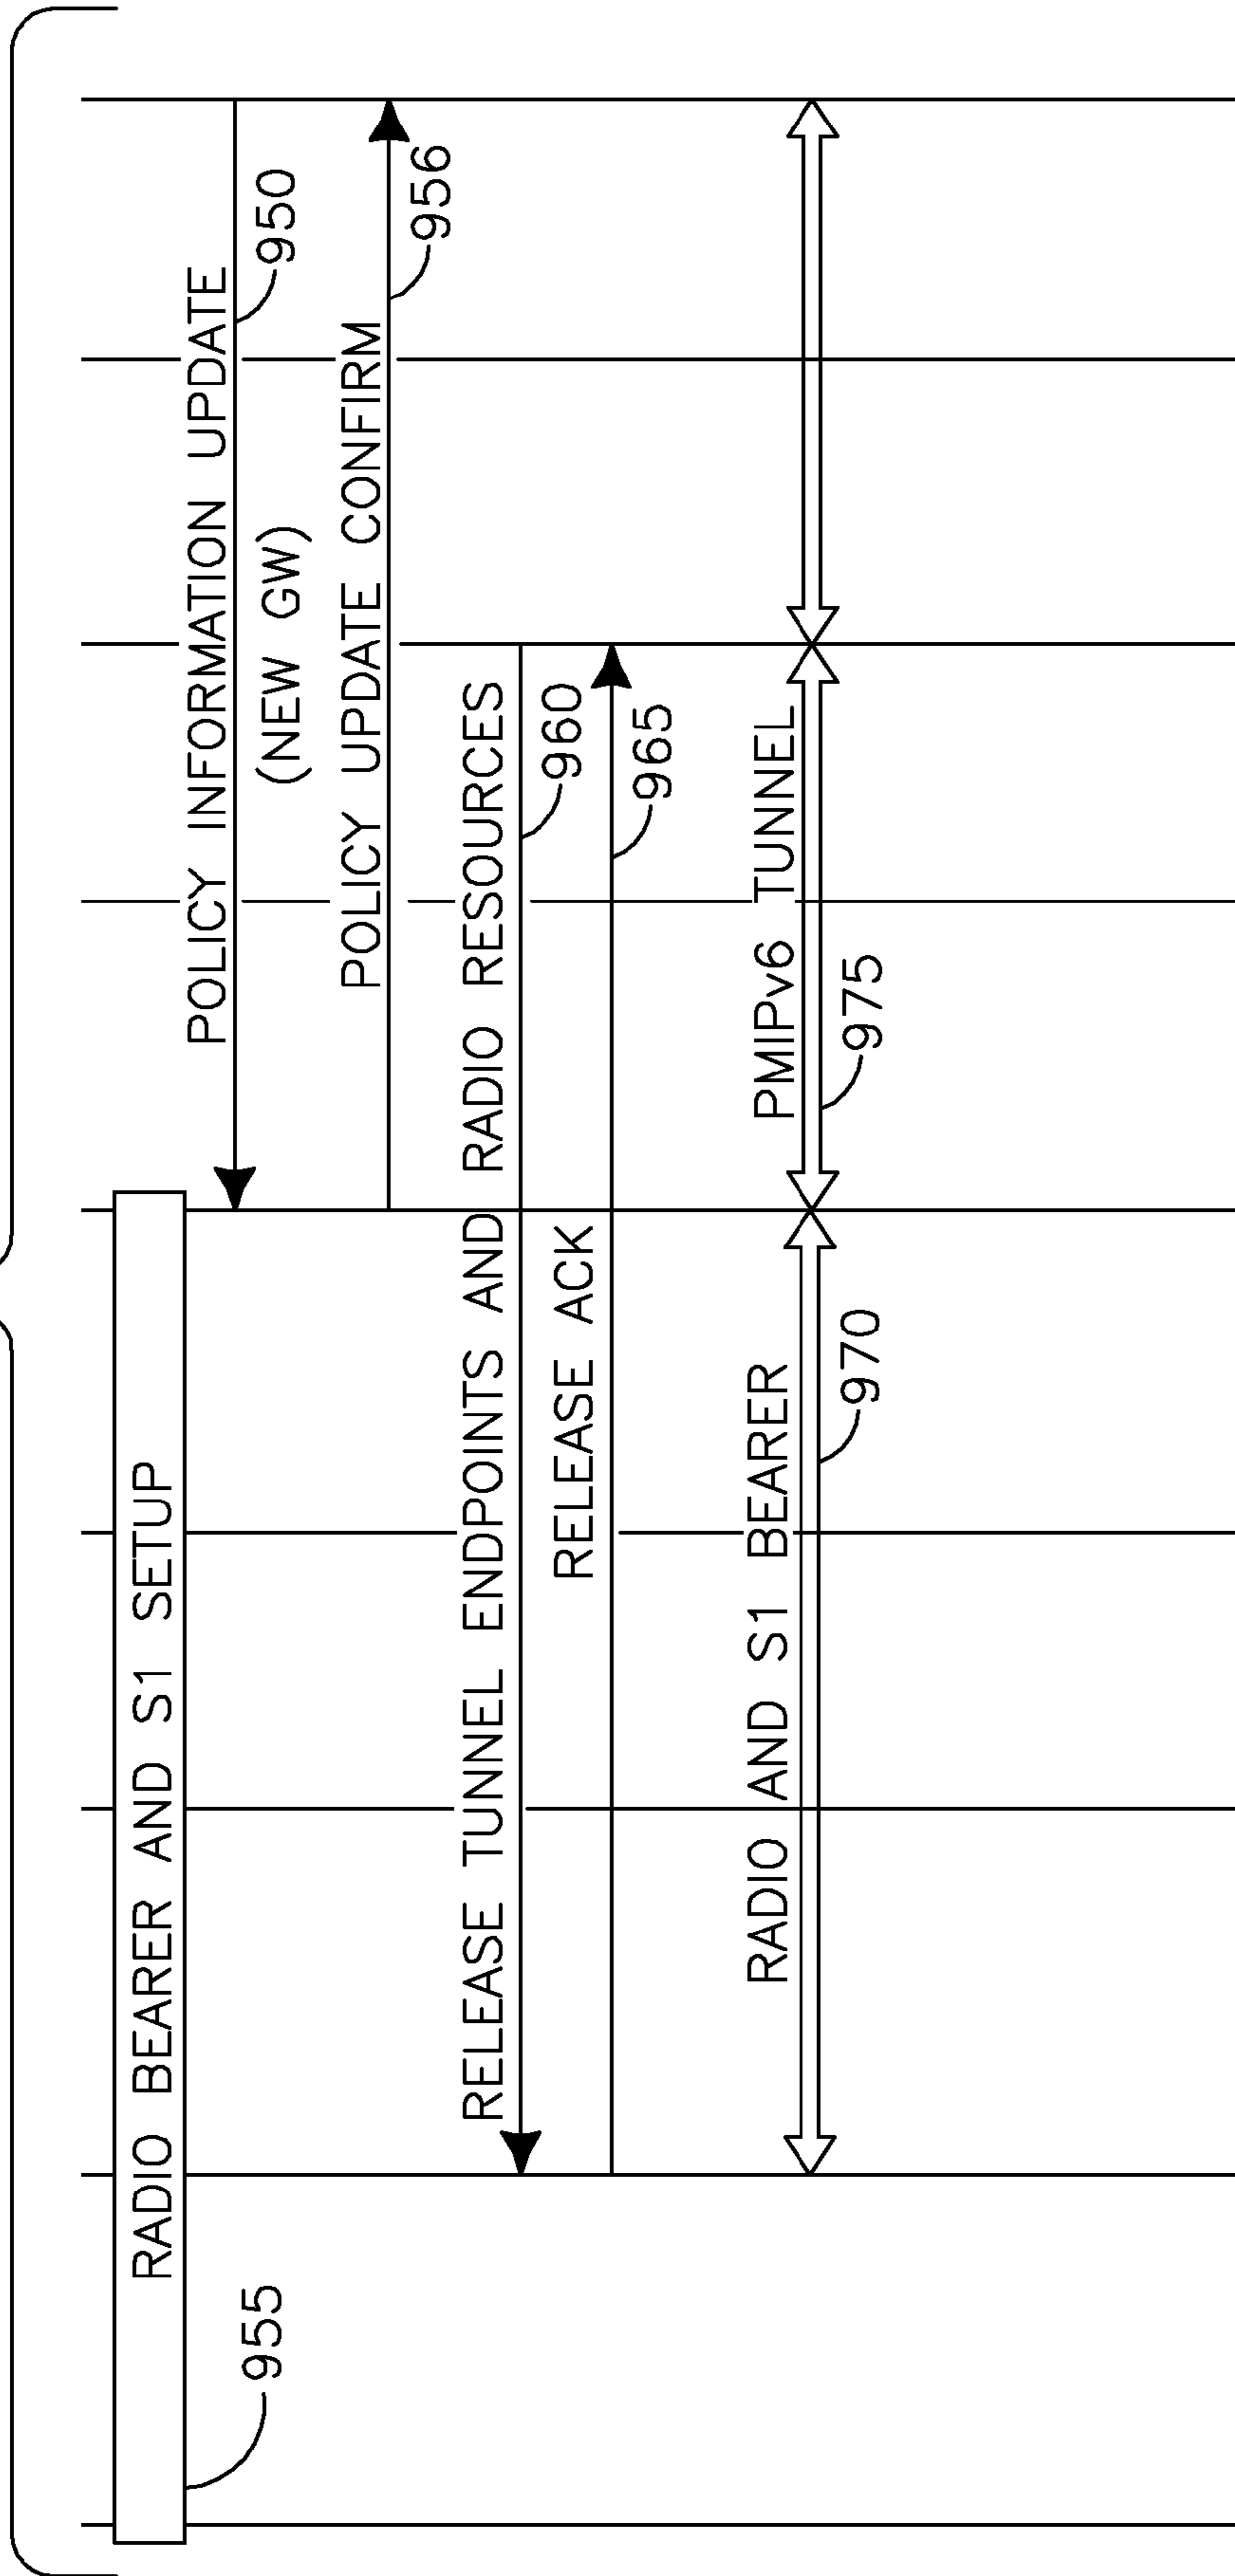 RADIO BEARER AND S1 SETUP
955
POLICY INFORMATION UPDATE
950
(NEW GW)
POLICY UPDATE CONFIRM
956
RELEASE TUNNEL ENDPOINTS AND RADIO RESOURCES
960
RELEASE ACK
965
RADIO AND S1 BEARER
970
PMIPv6 TUNNEL
975